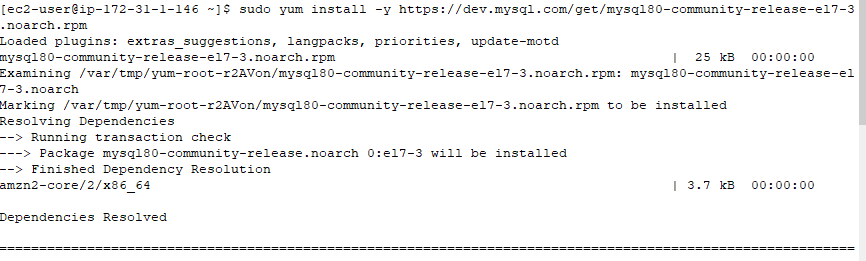 [ec2-user@ip-172-31-1-146 ~]$ sudo yum install -y https://dev.mysql.com/get/mysql80-community-release-el7-3
.noarch.rpm
Loaded plugins: extras_suggestions, langpacks, priorities, update-motd
mysql80-community-release-el7-3.noarch.rpm | 25 kB 00:00:00
Examining /var/tmp/yum-root-r2AVon/mysql80-community-release-el7-3.noarch.rpm: mysql80-community-release-el
7-3.noarch
Marking /var/tmp/yum-root-r2AVon/mysql80-community-release-el7-3.noarch.rpm to be installed
Resolving Dependencies
--> Running transaction check
---> Package mysql80-community-release.noarch 0:el7-3 will be installed
--> Finished Dependency Resolution
amzn2-core/2/x86_64 | 3.7 kB 00:00:00
Dependencies Resolved
===========================================================================================================